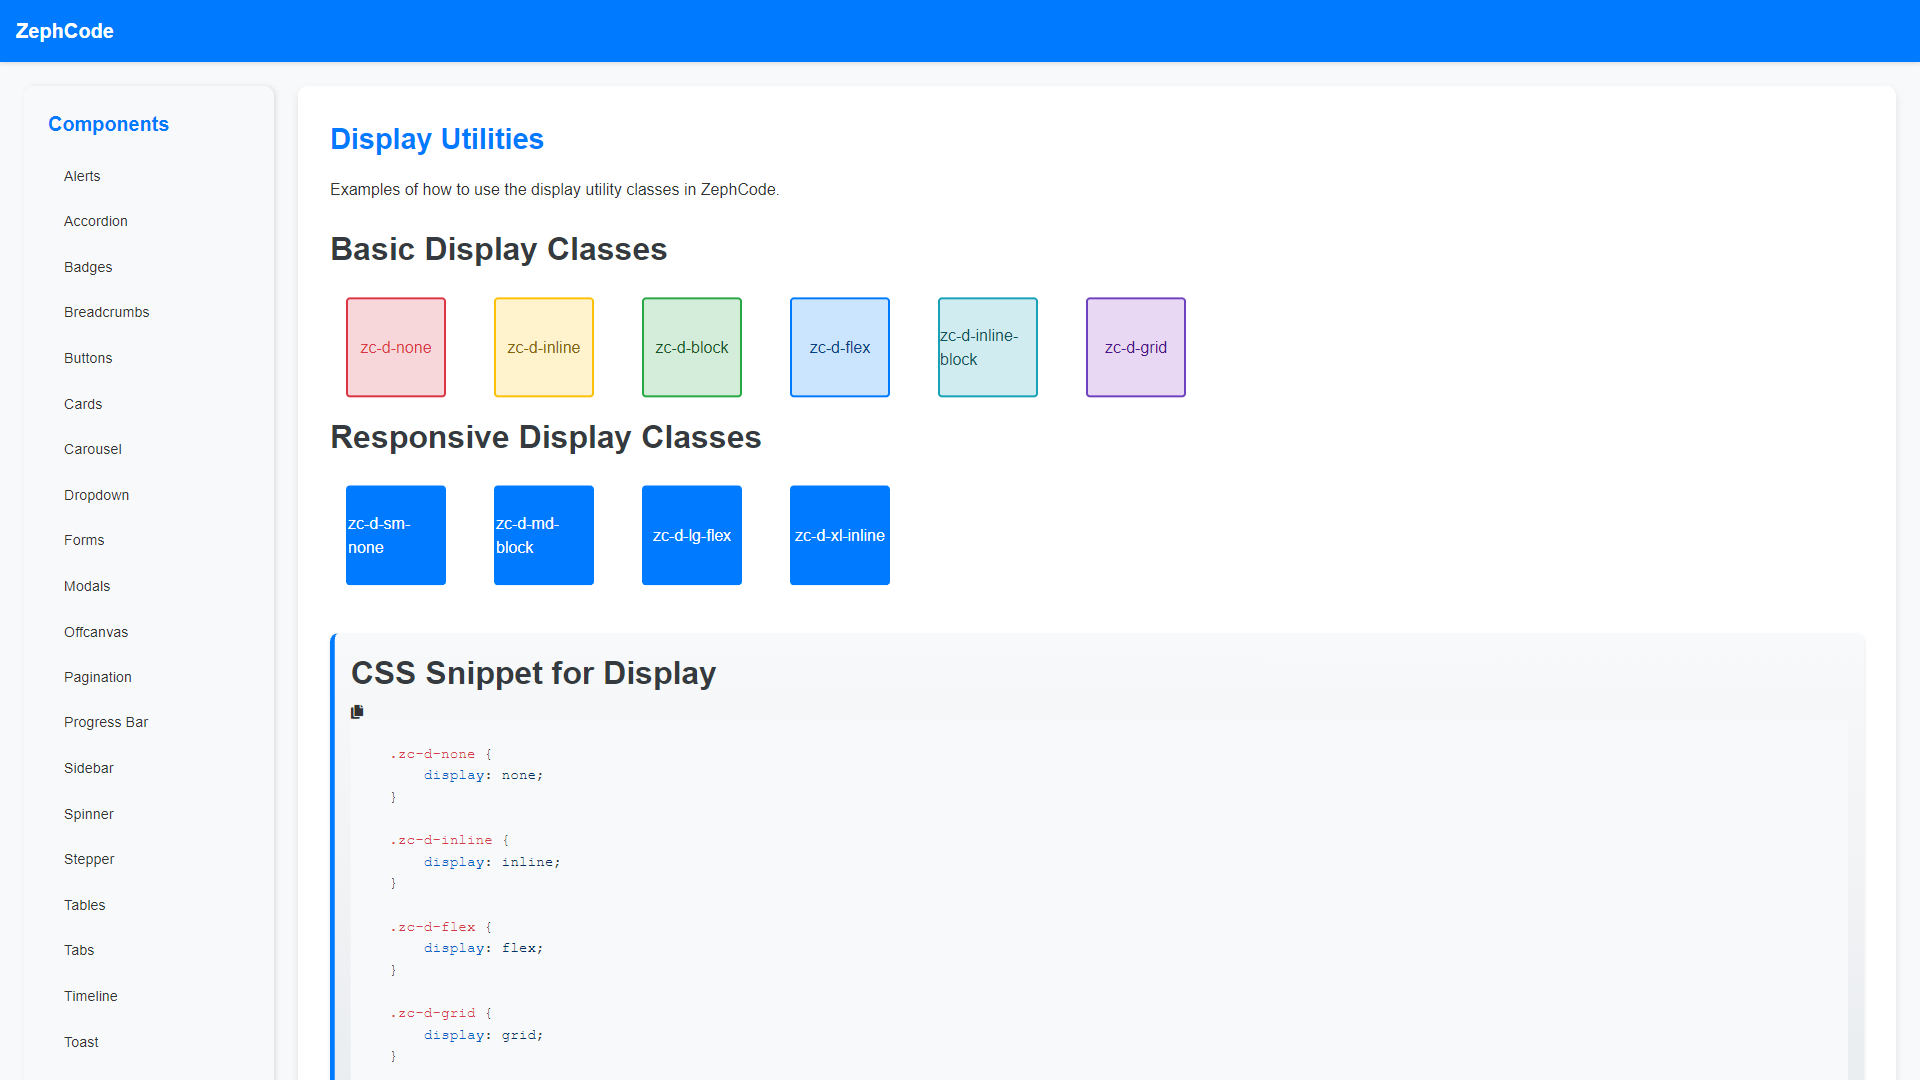 ZephCode
Components
Alerts
Accordion
Badges
Breadcrumbs
Buttons
Cards
Carousel
Dropdown
Forms
Modals
Offcanvas
Pagination
Progress Bar
Sidebar
Spinner
Stepper
Tables
Tabs
Timeline
Toast
Display Utilities
Examples of how to use the display utility classes in ZephCode.
Basic Display Classes
zc-d-none
zc-d-inline
zc-d-block
zc-d-flex
zc-d-inline-
block
zc-d-grid
Responsive Display Classes
zc-d-sm-
none
zc-d-md-
block
zc-d-lg-flex
zc-d-xl-inline
CSS Snippet for Display
.zc-d-none {
    display: none;
}
.zc-d-inline {
    display: inline;
}
.zc-d-flex {
    display: flex;
}
.zc-d-grid {
    display: grid;
}